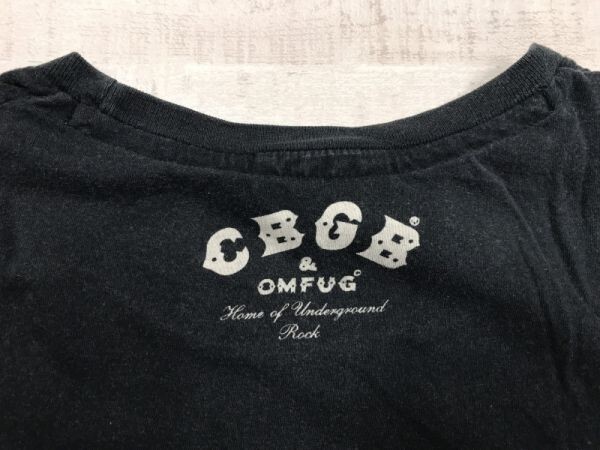 CBGB®
&
OMFUG©
Home of Underground
Rock